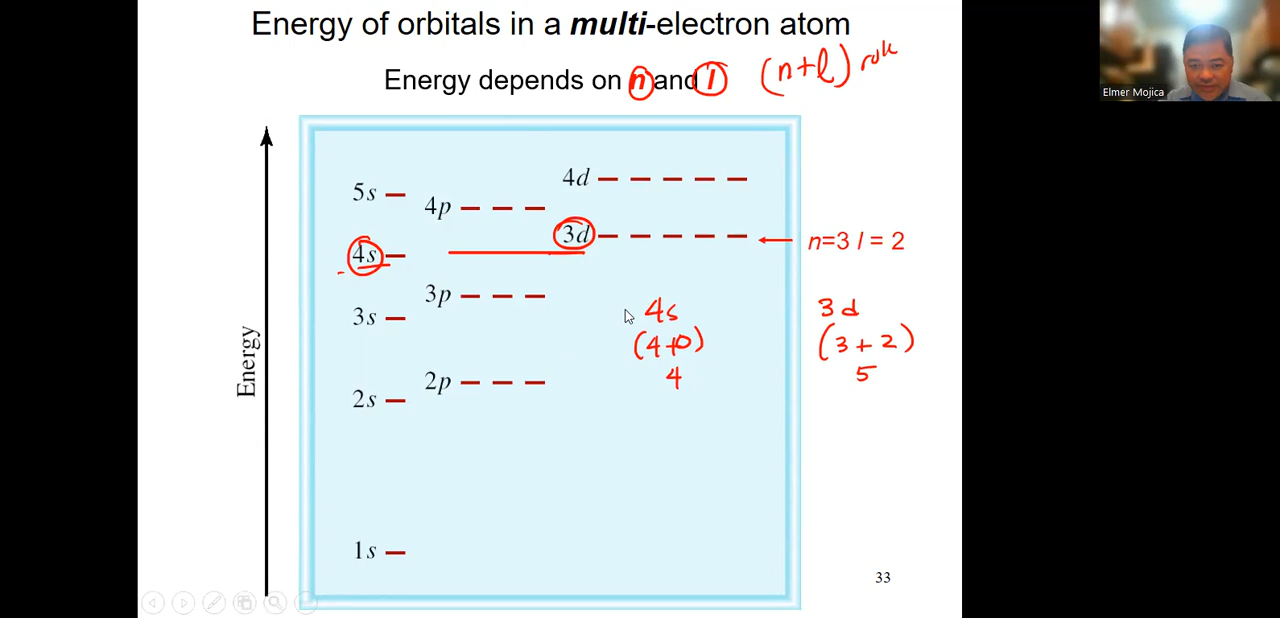 Energy of orbitals in a multi-electron atom
Energy depends on n and l (n+l) rule
Elmer Mojica
4d
5s
4p
3d
n=3 l = 2
4s
3p
3s
4s
3d
(4+0)
(3+2)
4
5
2p
2s
Energy
1s
33